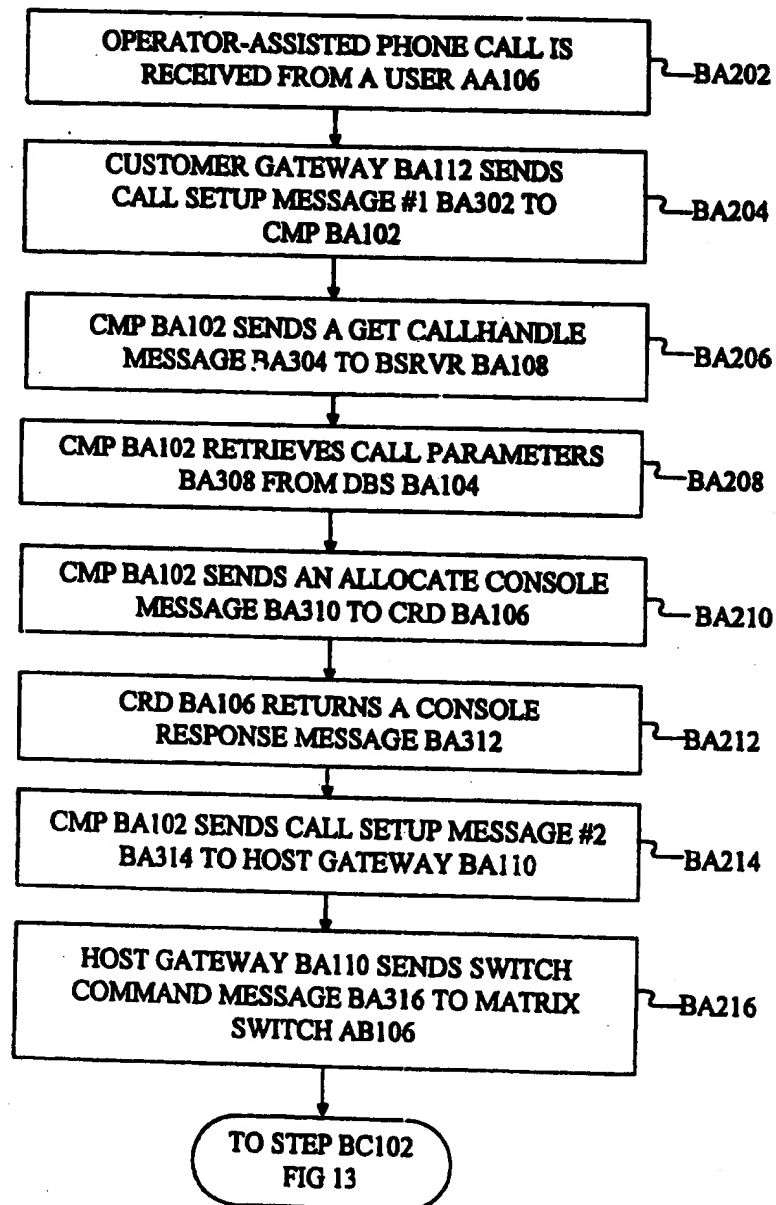 OPERATOR-ASSISTED PHONE CALL IS
RECEIVED FROM A USER AA106
BA202
CUSTOMER GATEWAY BA112 SENDS
CALL SETUP MESSAGE #1 BA302 TO
CMP BA102
BA204
CMP BA102 SENDS A GET CALLHANDLE
MESSAGE BA304 TO BSRVR BA108
BA206
CMP BA102 RETRIEVES CALL PARAMETERS
BA308 FROM DBS BA104
BA208
CMP BA102 SENDS AN ALLOCATE CONSOLE
MESSAGE BA310 TO CRD BA106
BA210
CRD BA106 RETURNS A CONSOLE
RESPONSE MESSAGE BA312
BA212
CMP BA102 SENDS CALL SETUP MESSAGE #2
BA314 TO HOST GATEWAY BA110
BA214
HOST GATEWAY BA110 SENDS SWITCH
COMMAND MESSAGE BA316 TO MATRIX
SWITCH AB106
BA216
TO STEP BC102
FIG 13